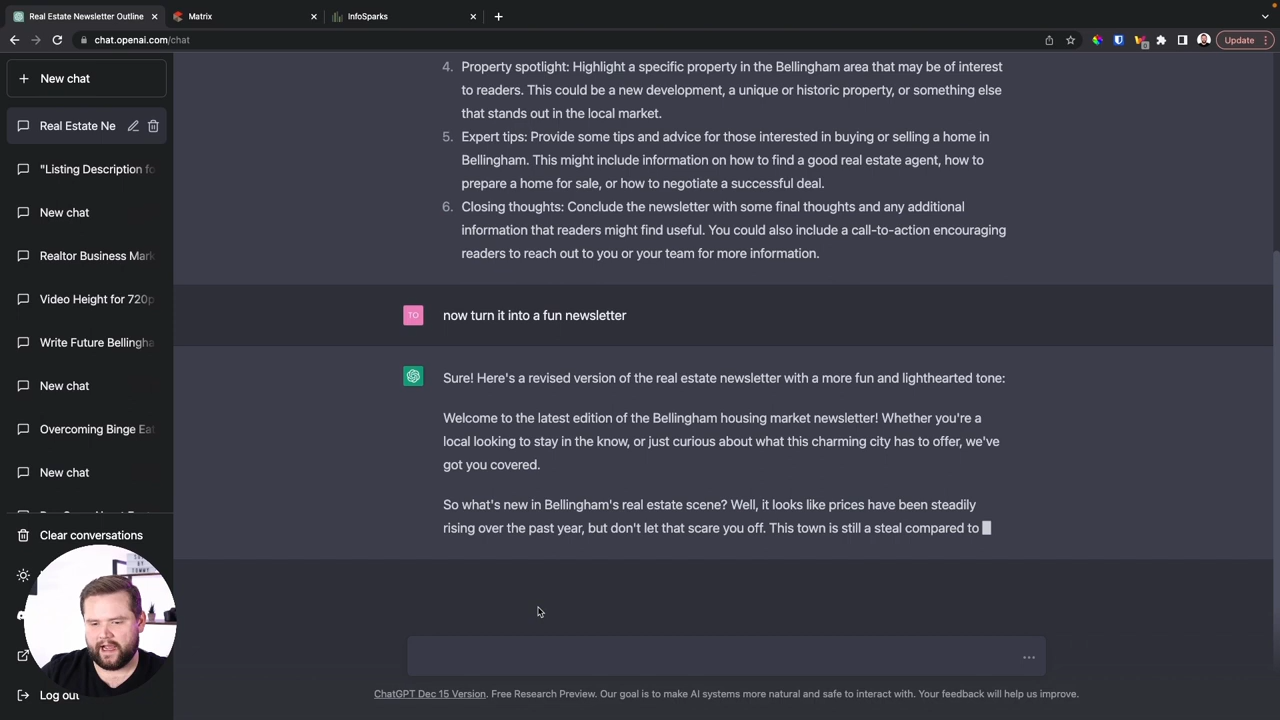 Real Estate Newsletter Outline
Matrix
InfoSparks
chat.openai.com/chat
Update
New chat
Real Estate Ne
"Listing Description fo
New chat
Realtor Business Mark
Video Height for 720p
Write Future Bellingha
New chat
Overcoming Binge Eat
New chat
Clear conversations
Log out
4. Property spotlight: Highlight a specific property in the Bellingham area that may be of interest
to readers. This could be a new development, a unique or historic property, or something else
that stands out in the local market.
5. Expert tips: Provide some tips and advice for those interested in buying or selling a home in
Bellingham. This might include information on how to find a good real estate agent, how to
prepare a home for sale, or how to negotiate a successful deal.
6. Closing thoughts: Conclude the newsletter with some final thoughts and any additional
information that readers might find useful. You could also include a call-to-action encouraging
readers to reach out to you or your team for more information.
TO
now turn it into a fun newsletter
Sure! Here's a revised version of the real estate newsletter with a more fun and lighthearted tone:
Welcome to the latest edition of the Bellingham housing market newsletter! Whether you're a
local looking to stay in the know, or just curious about what this charming city has to offer, we've
got you covered.
So what's new in Bellingham's real estate scene? Well, it looks like prices have been steadily
rising over the past year, but don't let that scare you off. This town is still a steal compared to
ChatGPT Dec 15 Version. Free Research Preview. Our goal is to make AI systems more natural and safe to interact with. Your feedback will help us improve.